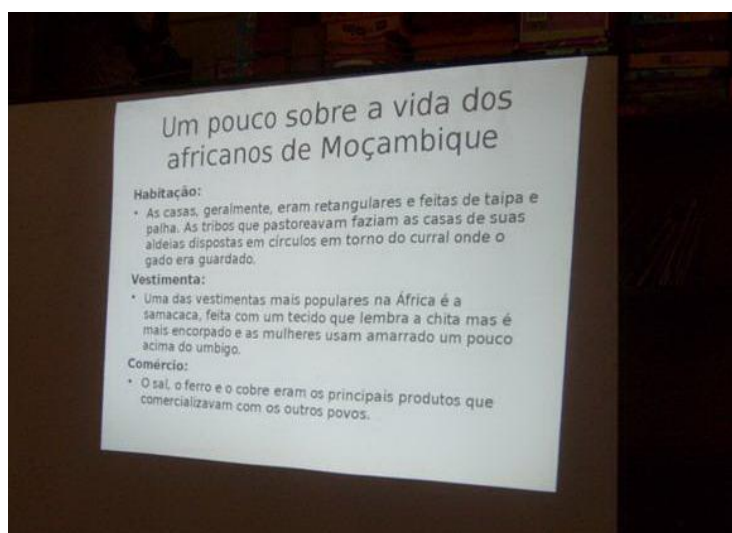 Um pouco sobre a vida dos
africanos de Moçambique
Habitação:
• As casas, geralmente, eram retangulares e feitas de taipa e
palha. As tribos que pastoreavam faziam as casas de suas
aldeias dispostas em círculos em torno do curral onde o
gado era guardado.
Vestimenta:
• Uma das vestimentas mais populares na África é a
samacaca, feita com um tecido que lembra a chita mas é
mais encorpado e as mulheres usam amarrado um pouco
acima do umbigo.
Comércio:
• O sal, o ferro e o cobre eram os principais produtos que
comercializavam com os outros povos.